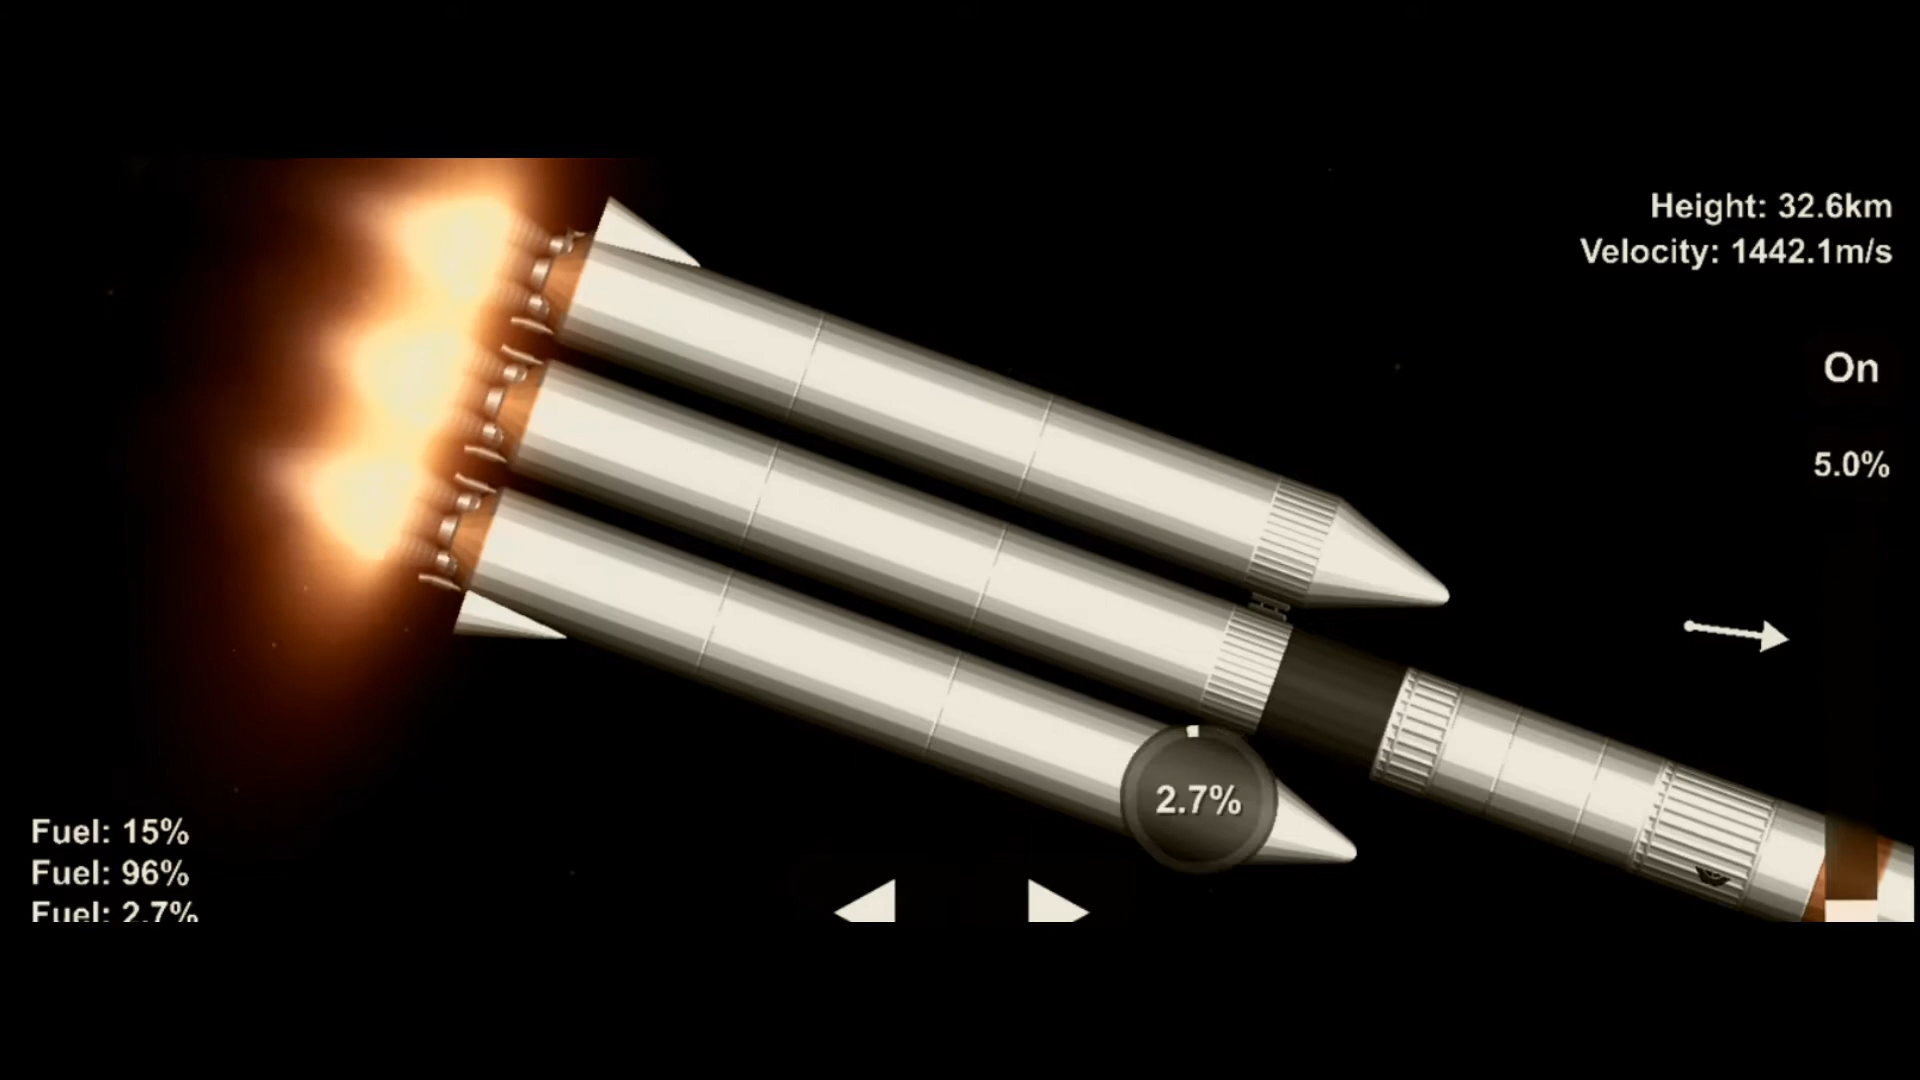 Height: 32.6km
Velocity: 1442.1m/s
On
5.0%
2.7%
Fuel: 15%
Fuel: 96%
Fuel: 2.7%